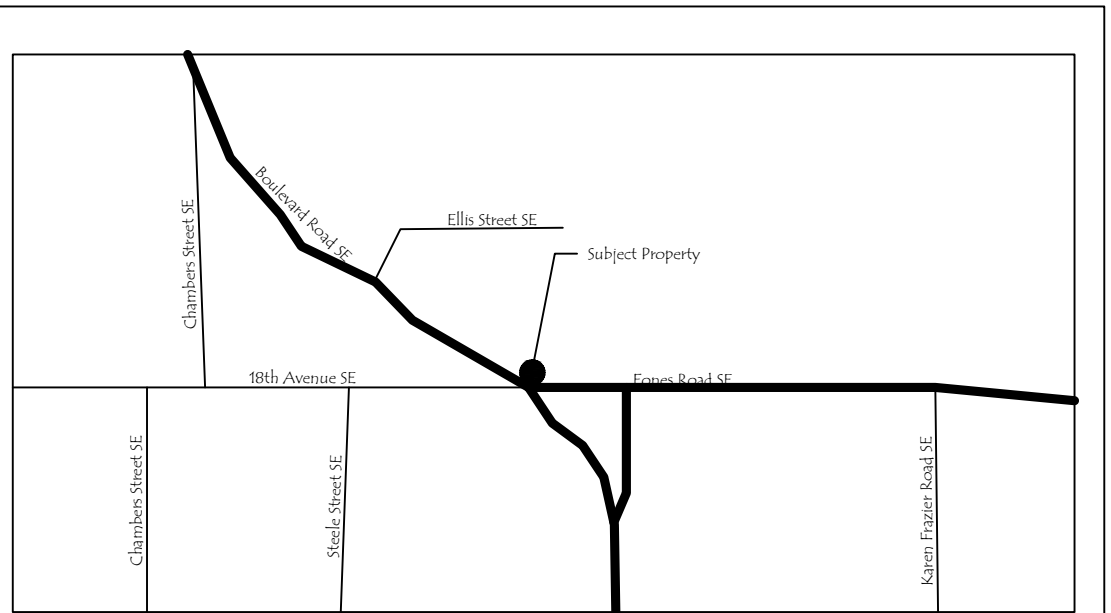 Boulevard Road SE
Ellis Street SE
Subject Property
Chambers Street SE
18th Avenue SE
Fones Road SE
Chambers Street SE
Steele Street SE
Karen Frazier Road SE